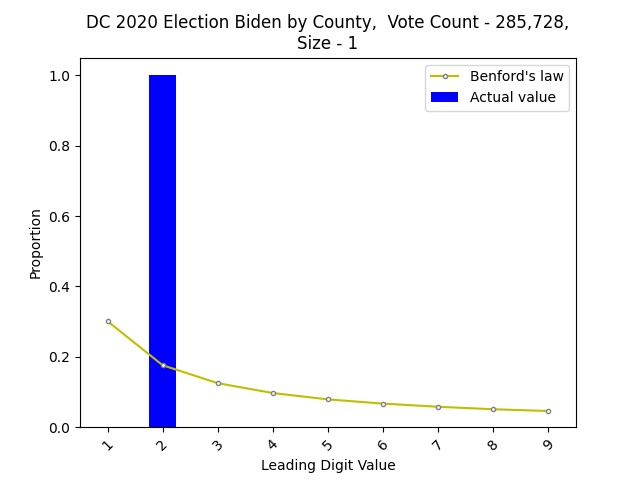 DC 2020 Election Biden by County,  Vote Count - 285,728,
Size - 1
Benford's law
Actual value
1.0
0.8
0.6
0.4
0.2
0.0
Proportion
1
2
3
4
5
6
7
8
9
Leading Digit Value